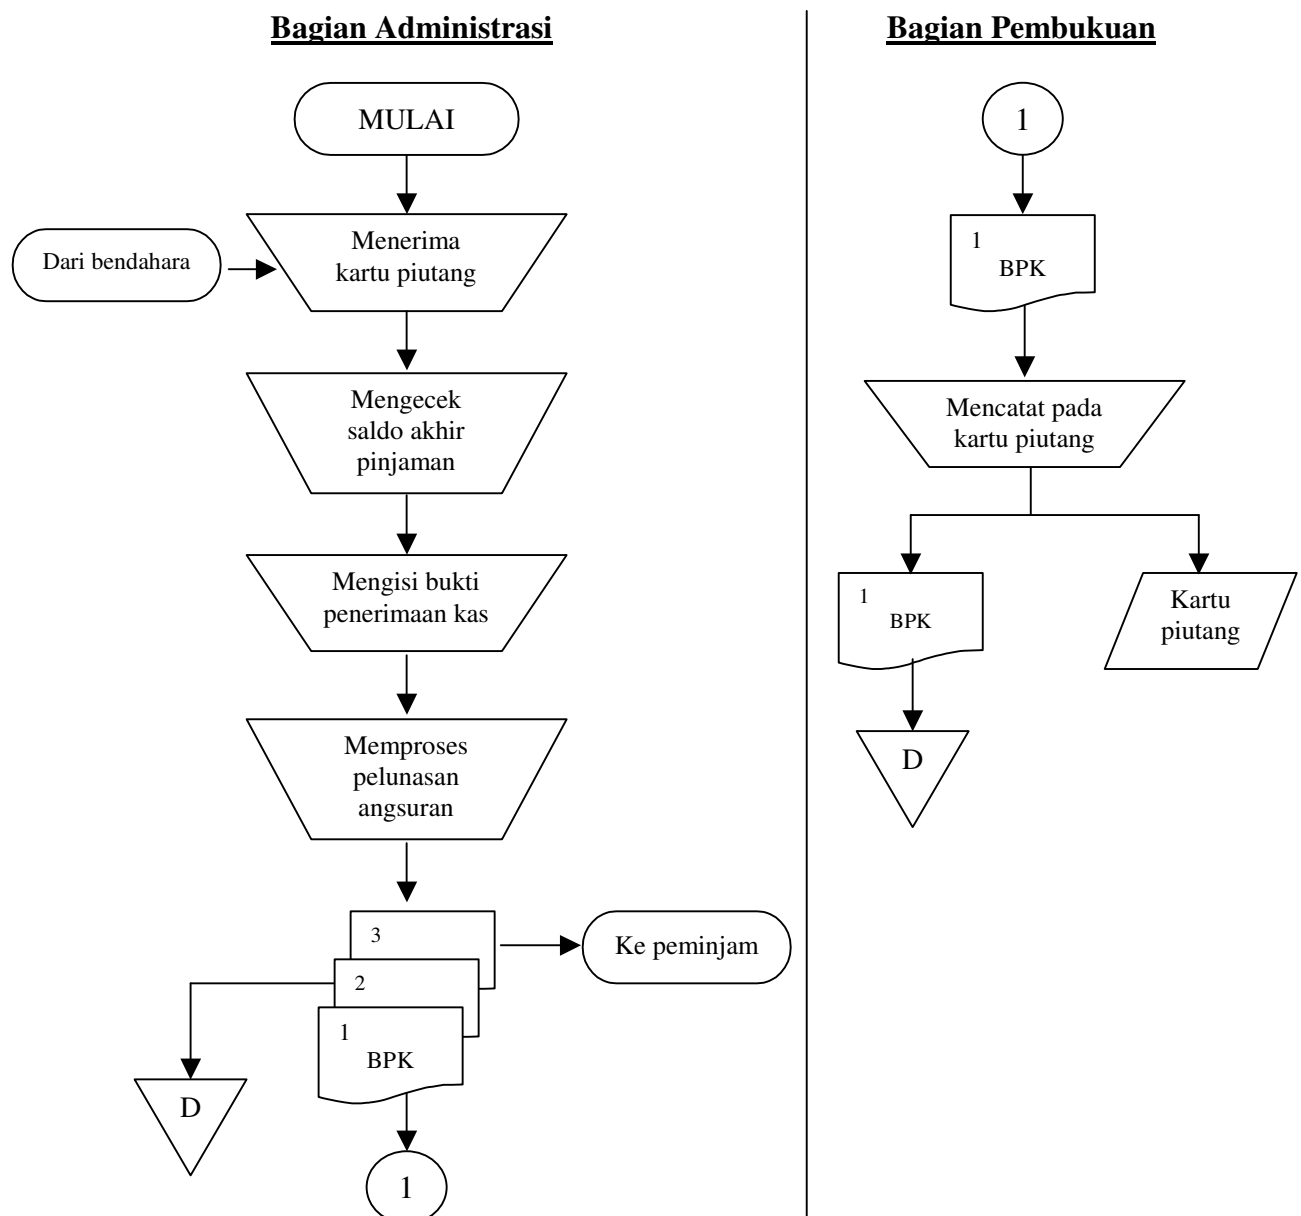 Bagian Administrasi
MULAI
Dari bendahara
Menerima
kartu piutang
Mengecek
saldo akhir
pinjaman
Mengisi bukti
penerimaan kas
Memproses
pelunasan
angsuran
3
Ke peminjam
2
1
BPK
D
1
Bagian Pembukuan
1
1
BPK
Mencatat pada
kartu piutang
1
BPK
Kartu
piutang
D